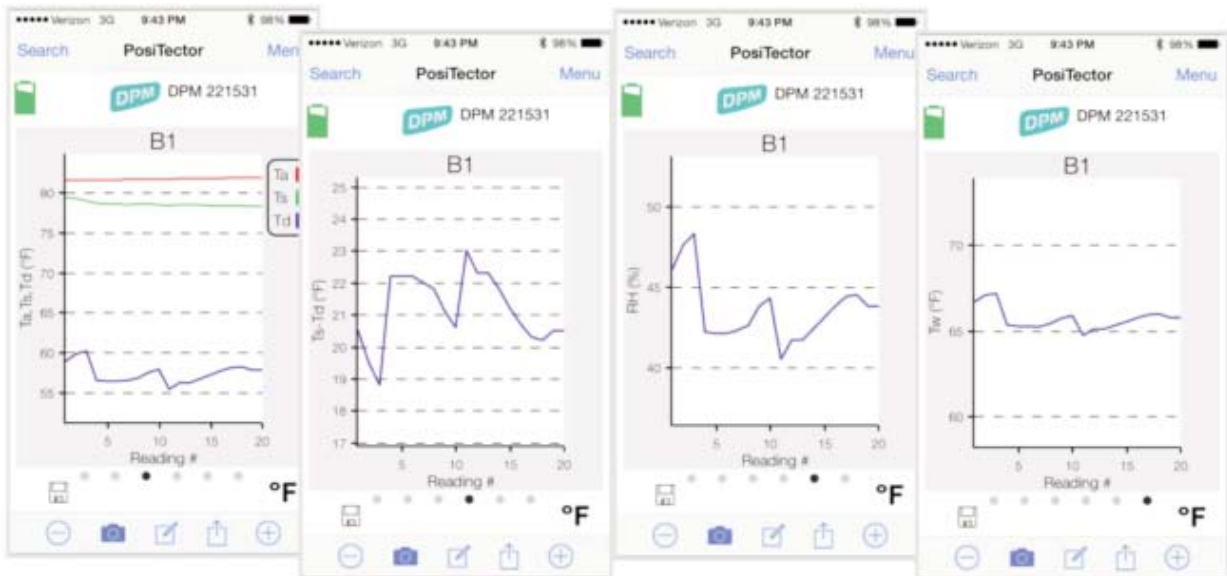 Verizon 3G 9:43 PM 98%
Search PosiTector Men
DPM DPM 221531
B1
Ta
Ts
Td
80
75
70
65
60
55
Ta,Ts,Td (°F)
5 10 15 20
Reading #
°F
Verizon 3G 9:43 PM 98%
Search PosiTector Menu
DPM DPM 221531
B1
25
24
23
22
21
20
19
18
17
Ts-Td (°F)
5 10 15 20
Reading #
°F
Verizon 3G 9:43 PM 98%
Search PosiTector Menu
DPM DPM 221531
B1
50
45
40
RH (%)
5 10 15 20
Reading #
°F
Verizon 3G 9:43 PM 98%
Search PosiTector Menu
DPM DPM 221531
B1
70
65
60
Tw (°F)
5 10 15 20
Reading #
°F